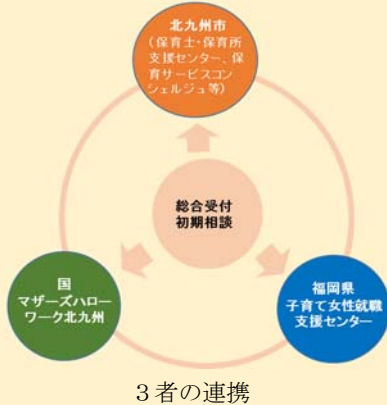 北九州市
（保育士・保育所
支援センター、保
育サービスコン
シェルジュ等）
総合受付
初期相談
国
マザーズハロー
ワーク北九州
福岡県
子育て女性就職
支援センター
３者の連携